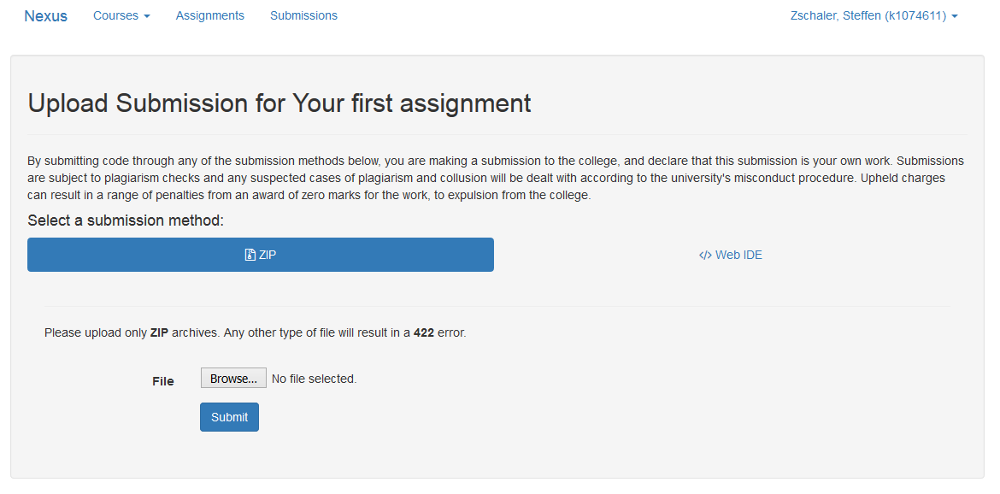 Nexus Courses Assignments Submissions Zschaler, Steffen (k1074611)
Upload Submission for Your first assignment
By submitting code through any of the submission methods below, you are making a submission to the college, and declare that this submission is your own work. Submissions
are subject to plagiarism checks and any suspected cases of plagiarism and collusion will be dealt with according to the university's misconduct procedure. Upheld charges
can result in a range of penalties from an award of zero marks for the work, to expulsion from the college.
Select a submission method:
ZIP </> Web IDE
Please upload only ZIP archives. Any other type of file will result in a 422 error.
File Browse... No file selected.
Submit